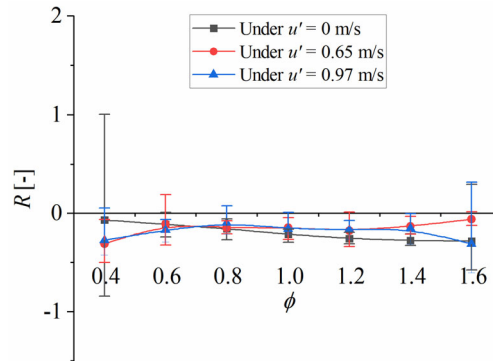 2
Under u' = 0 m/s
Under u' = 0.65 m/s
Under u' = 0.97 m/s
1
R [-]
0
0.4 0.6 0.8 1.0 1.2 1.4 1.6
ϕ
-1